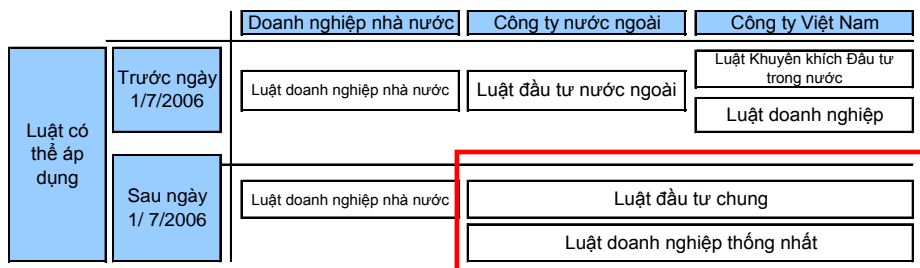 Doanh nghiệp nhà nước Công ty nước ngoài Công ty Việt Nam
Luật có
thể áp
dụng
Trước ngày
1/7/2006
Luật doanh nghiệp nhà nước
Luật đầu tư nước ngoài
Luật Khuyên khích Đầu tư
trong nước
Luật doanh nghiệp
Sau ngày
1/ 7/2006
Luật doanh nghiệp nhà nước
Luật đầu tư chung
Luật doanh nghiệp thống nhất